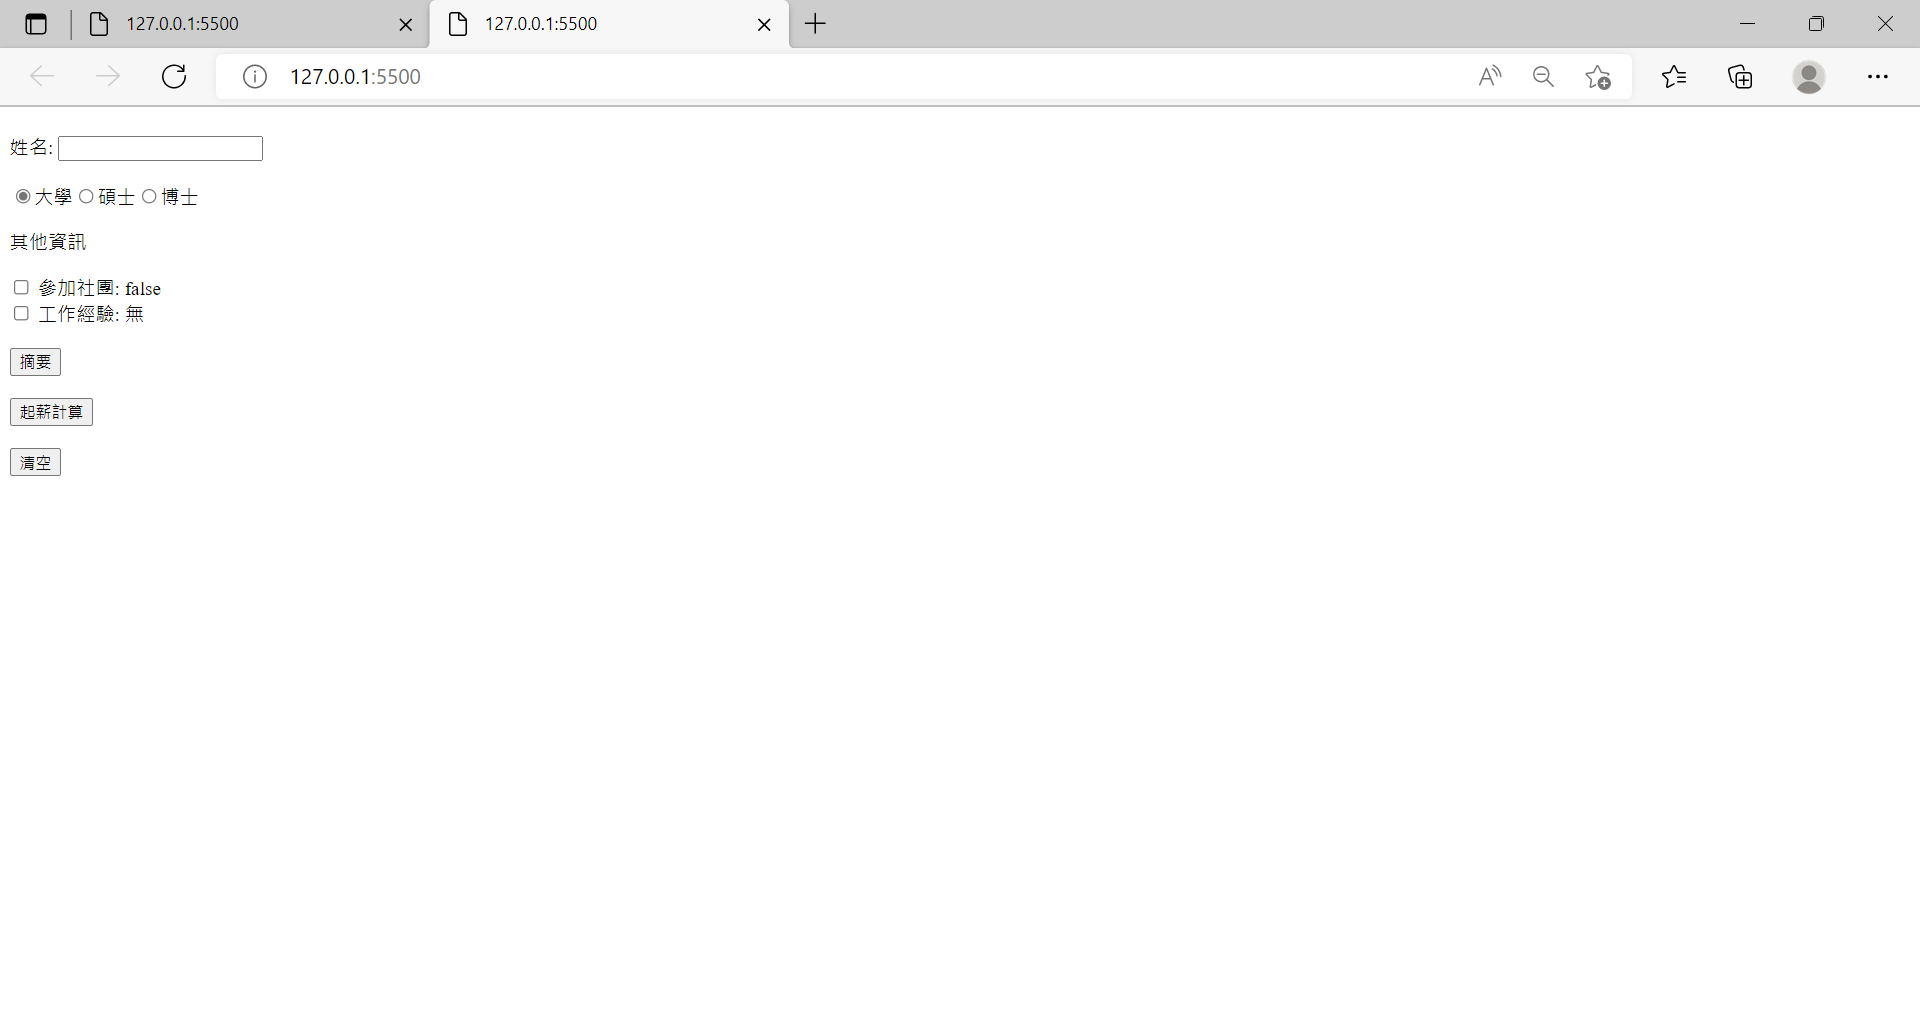 127.0.0.1:5500
127.0.0.1:5500
127.0.0.1:5500
姓名:
大學 碩士 博士
其他資訊
參加社團: false
工作經驗: 無
摘要
起薪計算
清空